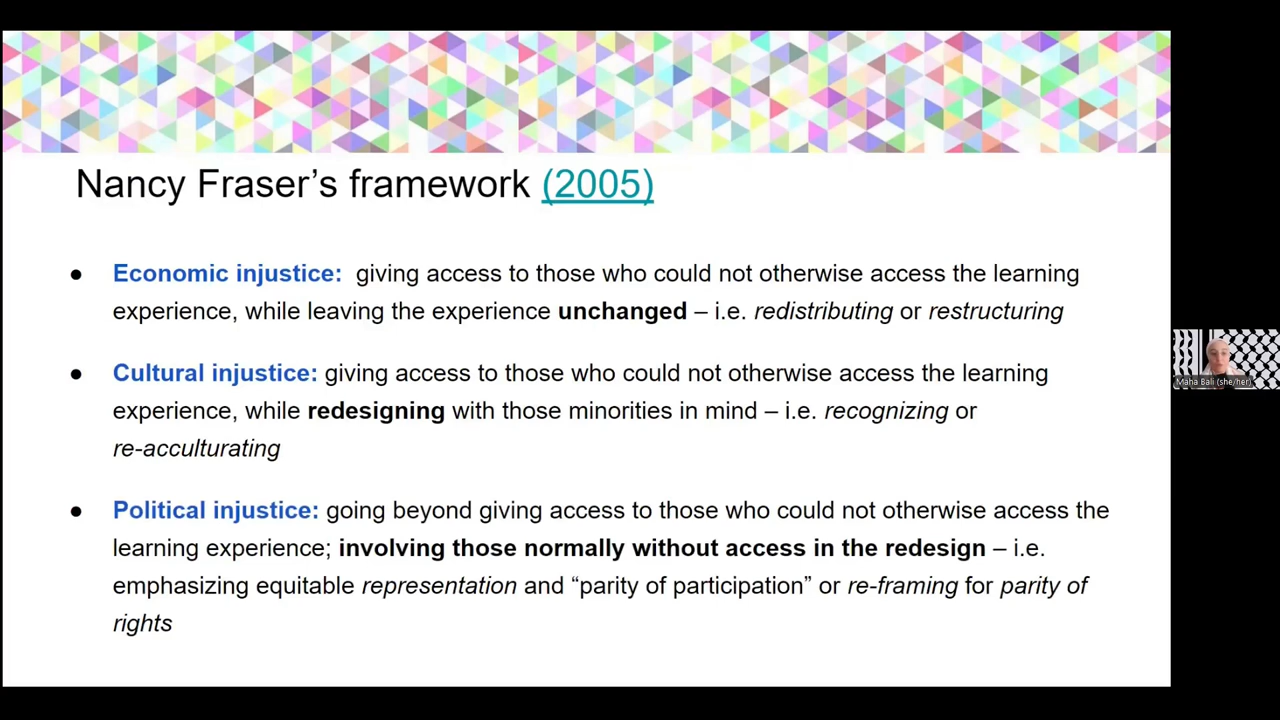 Nancy Fraser’s framework (2005)
● Economic injustice: giving access to those who could not otherwise access the learning
experience, while leaving the experience unchanged – i.e. redistributing or restructuring
● Cultural injustice: giving access to those who could not otherwise access the learning
experience, while redesigning with those minorities in mind – i.e. recognizing or
re-acculturating
● Political injustice: going beyond giving access to those who could not otherwise access the
learning experience; involving those normally without access in the redesign – i.e.
emphasizing equitable representation and “parity of participation” or re-framing for parity of
rights
Maha Bali (she/her)